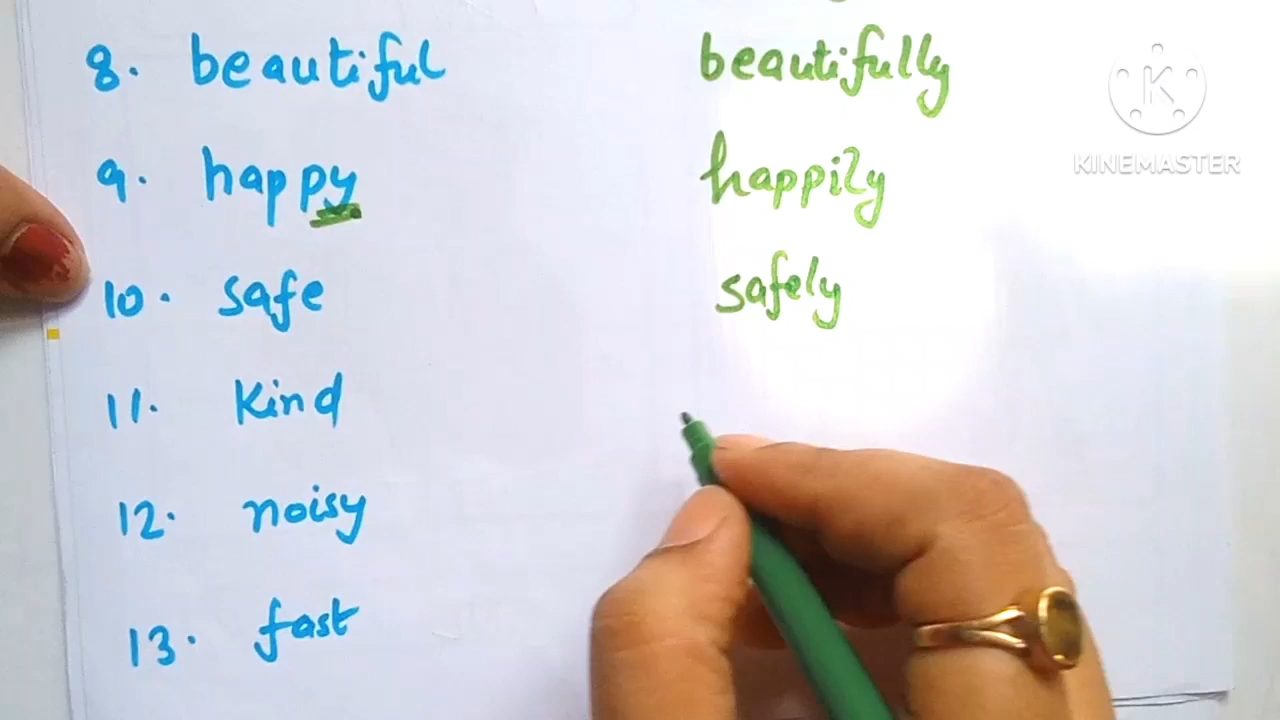 8. beautiful beautifully
9. happy happily
10. safe safely
11. Kind
12. noisy
13. fast
K
KINEMASTER